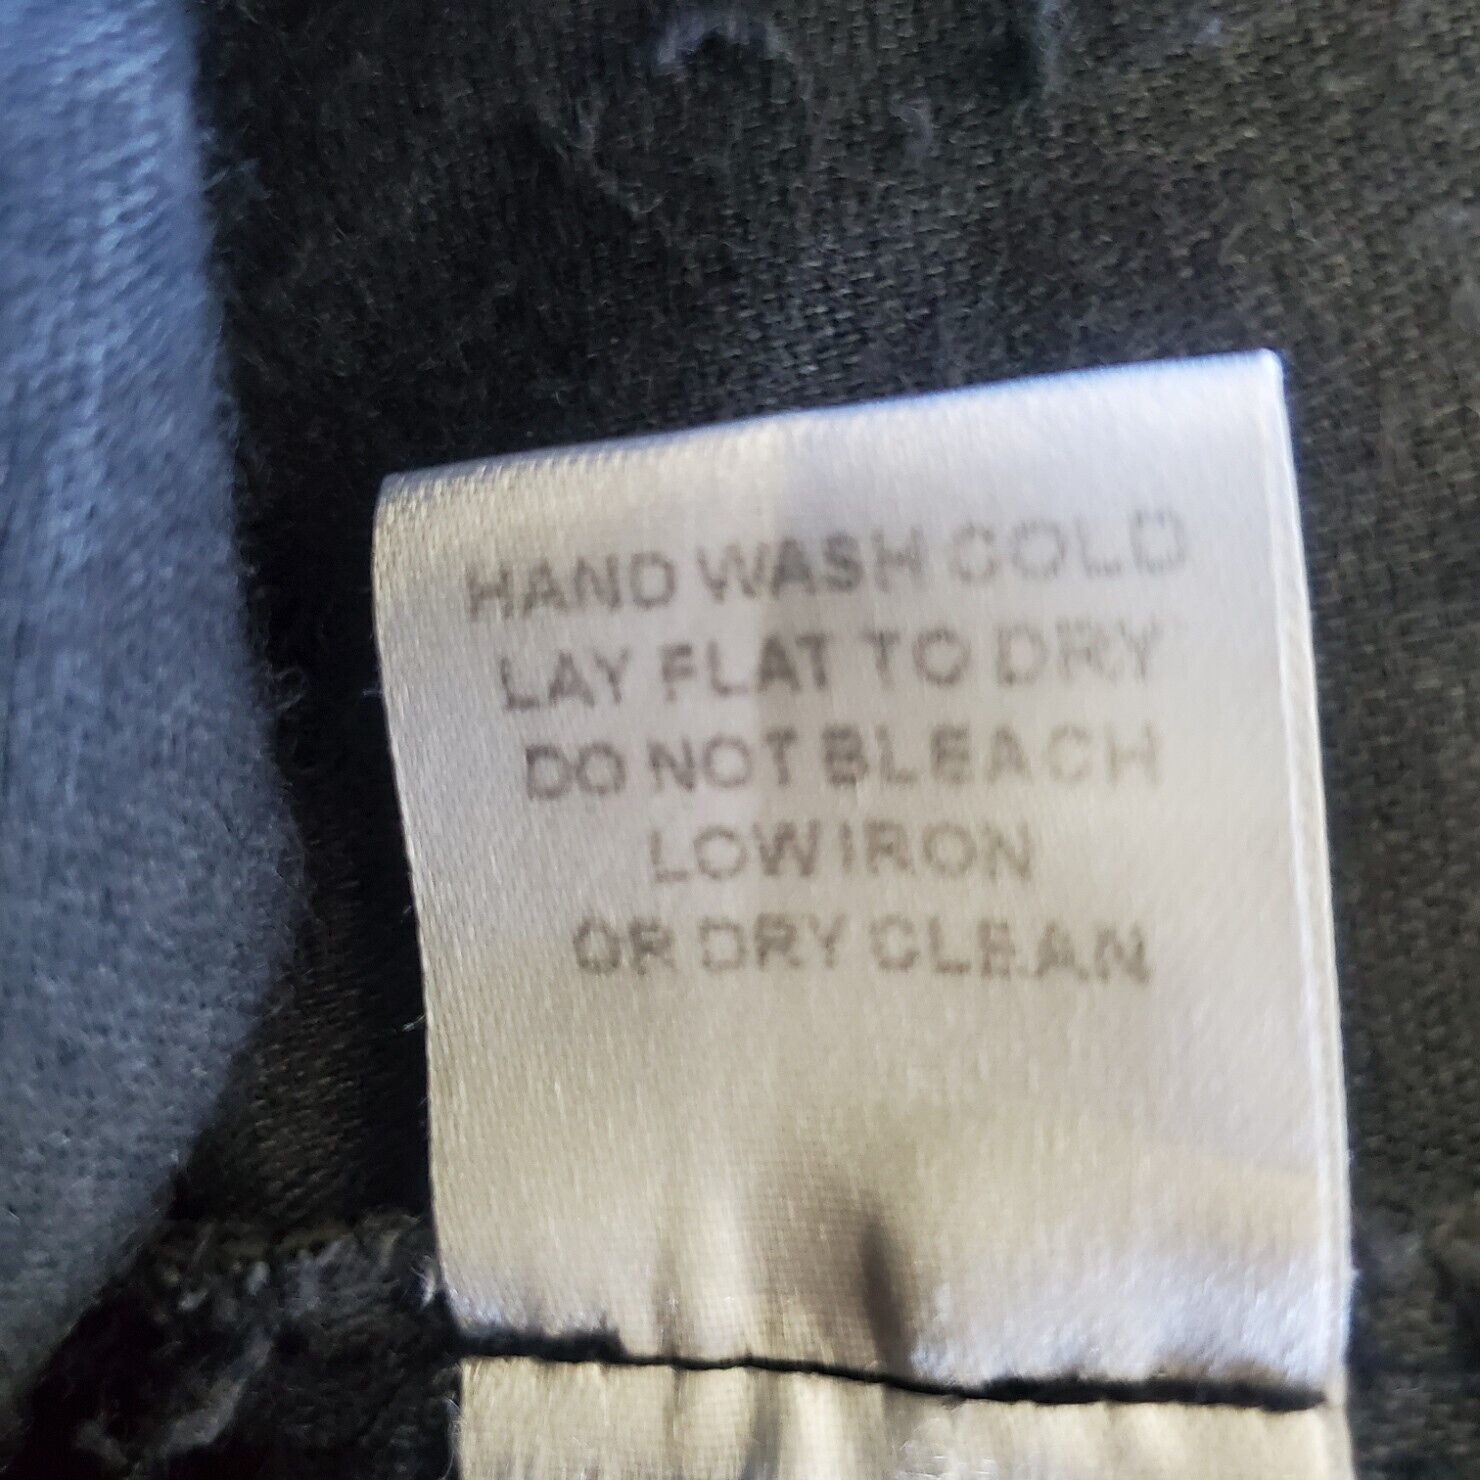 HAND WASH COLD
LAY FLAT TO DRY
DO NOT BLEACH
LOW IRON
OR DRY CLEAN